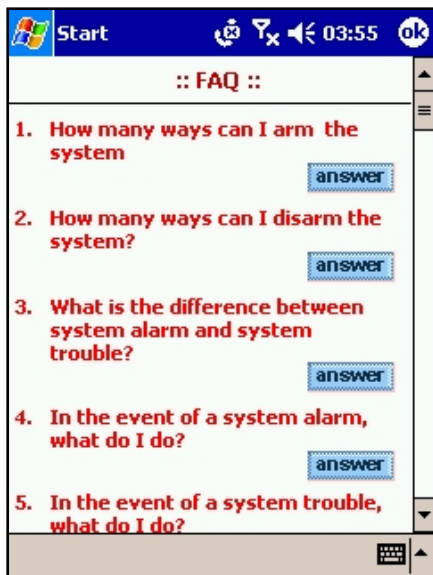 Start 03:55 ok
:: FAQ ::
1. How many ways can I arm the
system
answer
2. How many ways can I disarm the
system?
answer
3. What is the difference between
system alarm and system
trouble?
answer
4. In the event of a system alarm,
what do I do?
answer
5. In the event of a system trouble,
what do I do?